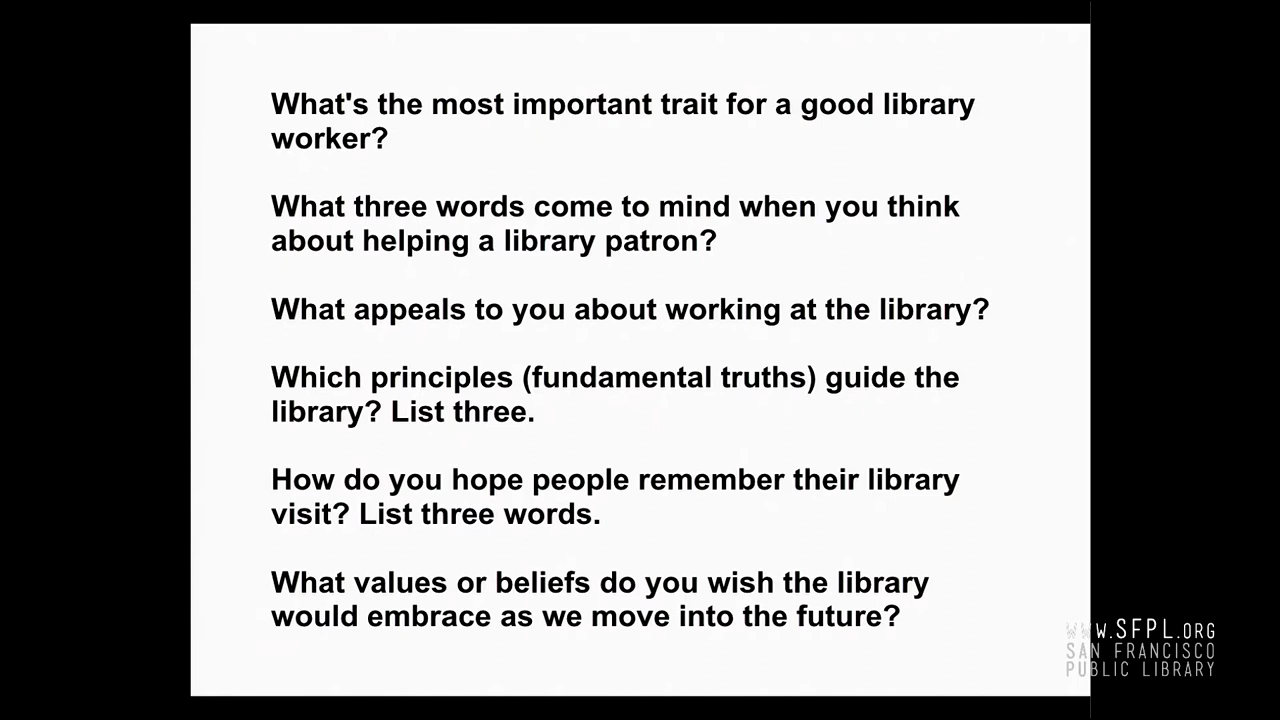 What's the most important trait for a good library
worker?
What three words come to mind when you think
about helping a library patron?
What appeals to you about working at the library?
Which principles (fundamental truths) guide the
library? List three.
How do you hope people remember their library
visit? List three words.
What values or beliefs do you wish the library
would embrace as we move into the future?
WWW.SFPL.ORG
SAN FRANCISCO
PUBLIC LIBRARY